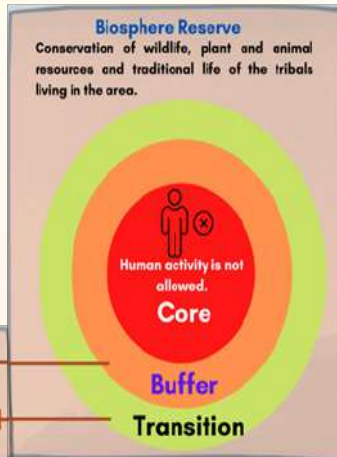 Biosphere Reserve
Conservation of wildlife, plant and animal
resources and traditional life of the tribals
living in the area.
Human activity is not
allowed.
Core
Buffer
Transition